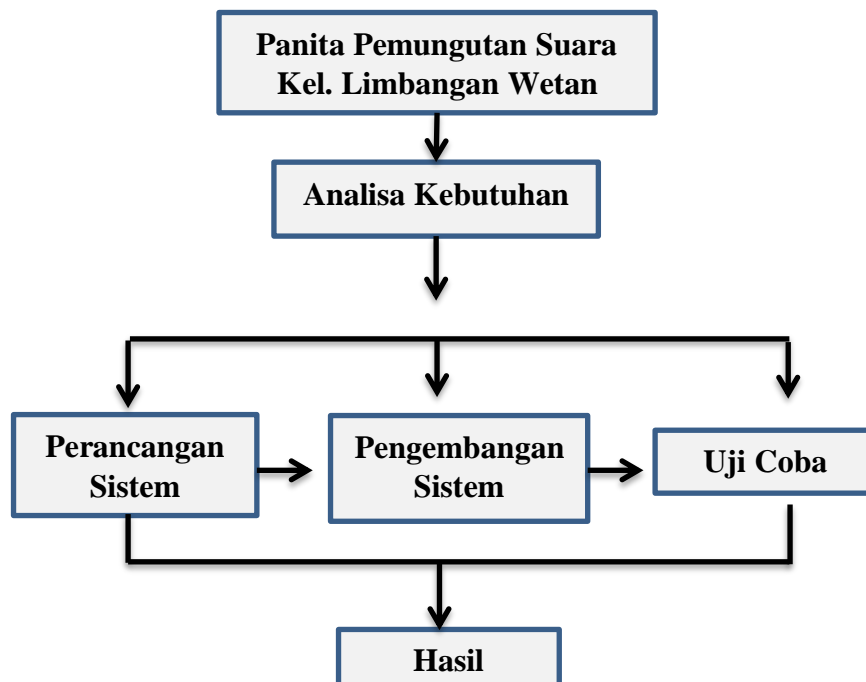 Panita Pemungutan Suara
Kel. Limbangan Wetan
Analisa Kebutuhan
Perancangan
Sistem
Pengembangan
Sistem
Uji Coba
Hasil